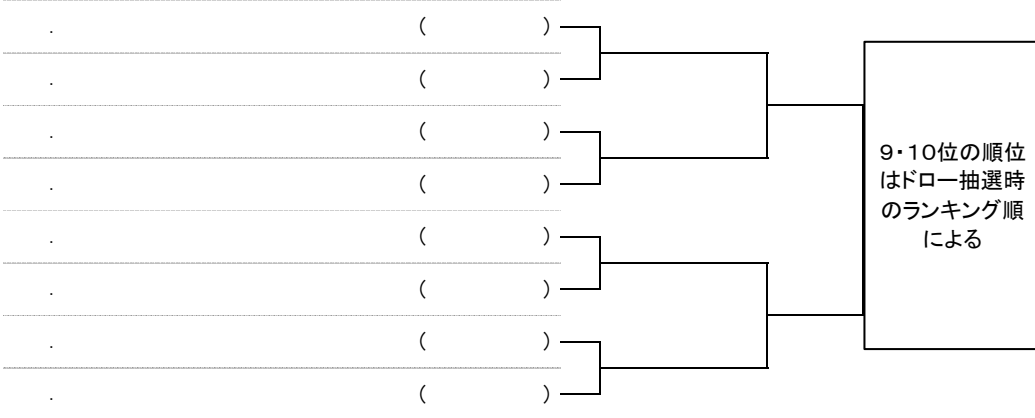 . ( )
. ( )
. ( )
. ( )
. ( )
. ( )
. ( )
. ( )
９・１０位の順位
はドロー抽選時
のランキング順
による